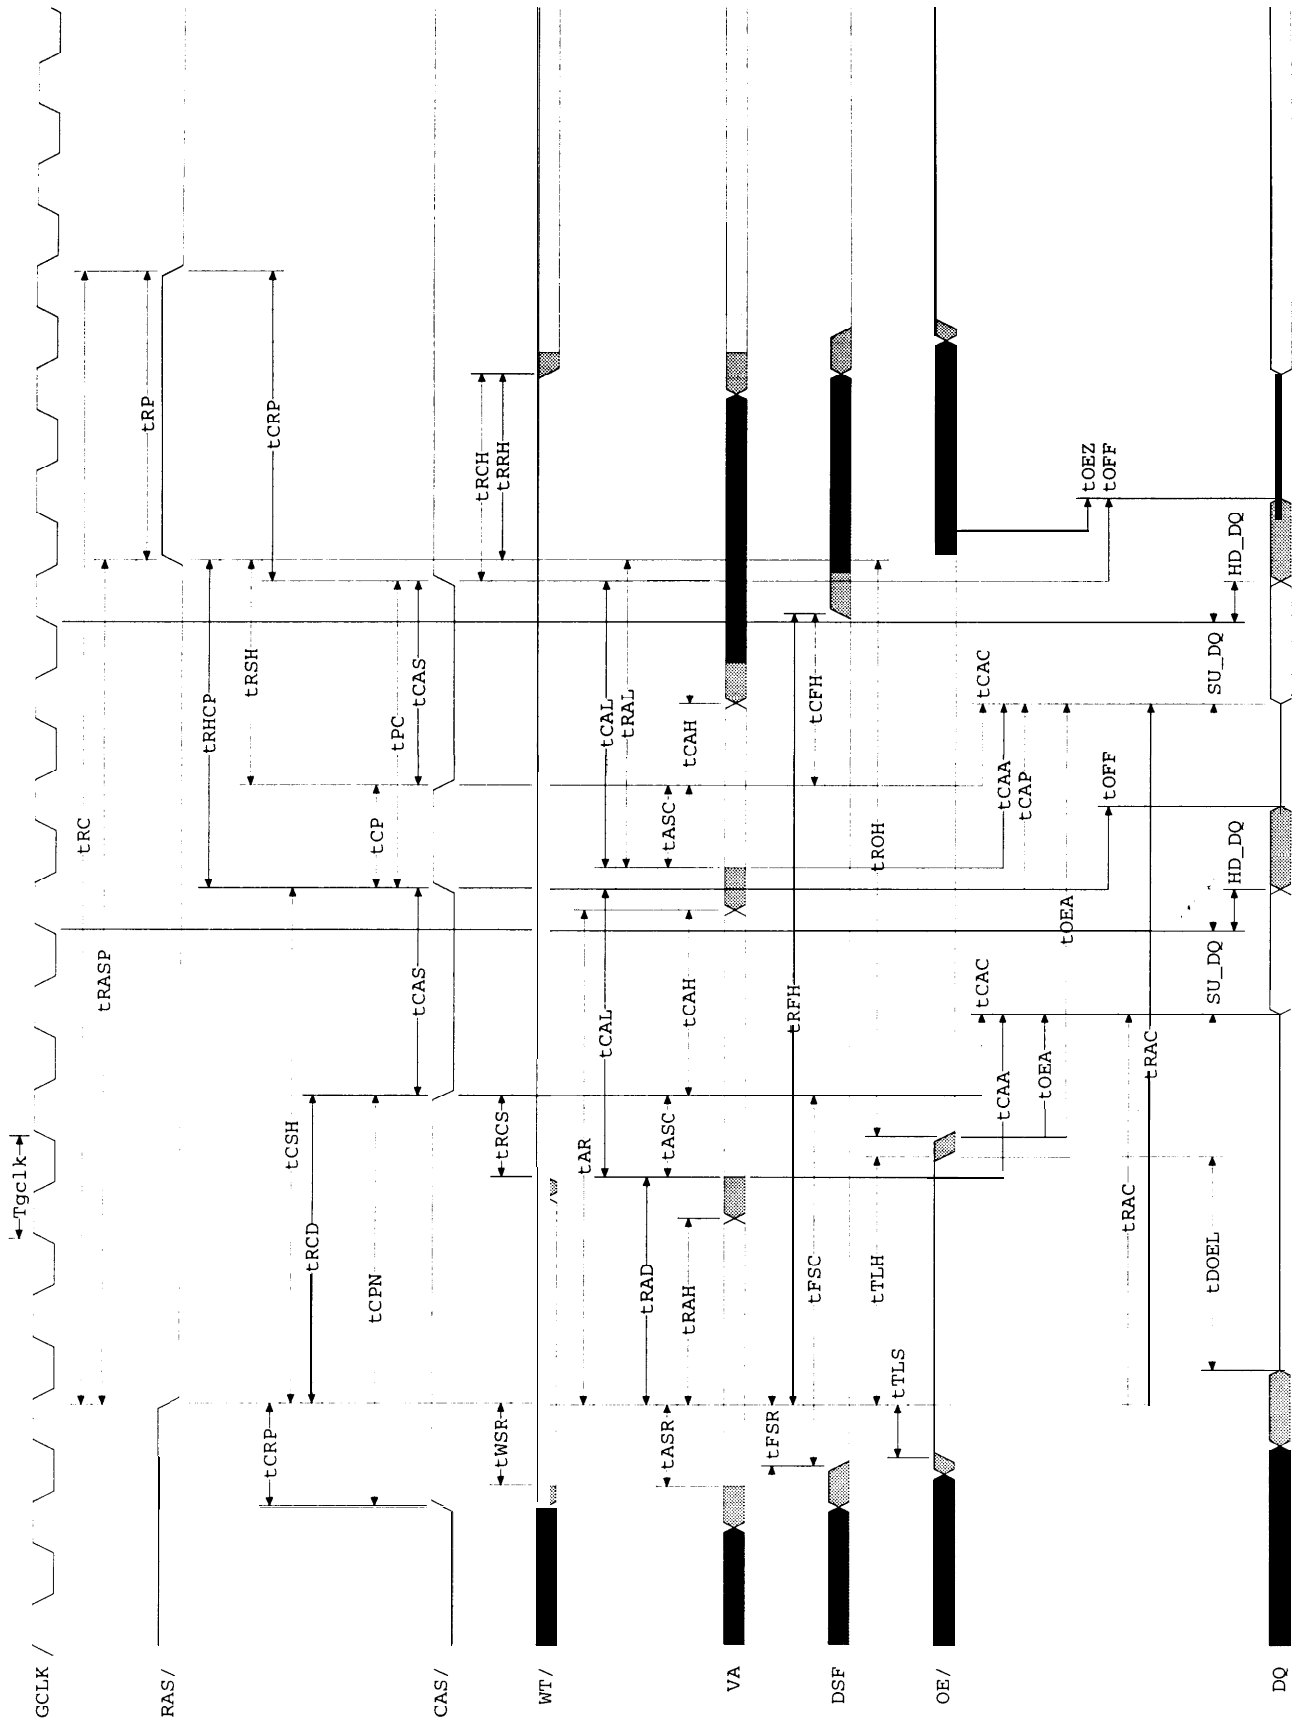 GCLK /
RAS/
CAS/
WT/
VA
DSF
OE/
DQ
Tgclk
tRC
tRASP
tRP
tRHCP
tRSH
tCRP
tCRP
tCSH
tRCD
tCPN
tCP
tPC
tCAS
tCAS
tRCH
tRRH
tWSR
tRCS
tAR
tCAL
tCAL
tRAL
tRAD
tASR
tRAH
tASC
tCAH
tASC
tCAH
tFSR
tRFH
tFSC
tCFH
tTLH
tROH
tTLS
tCAC
tCAA
tOEA
tOEA
tCAC
tCAA
tCAP
tOEZ
tOFF
tOFF
tRAC
tRAC
tDOEL
SU_DQ
HD_DQ
SU_DQ
HD_DQ